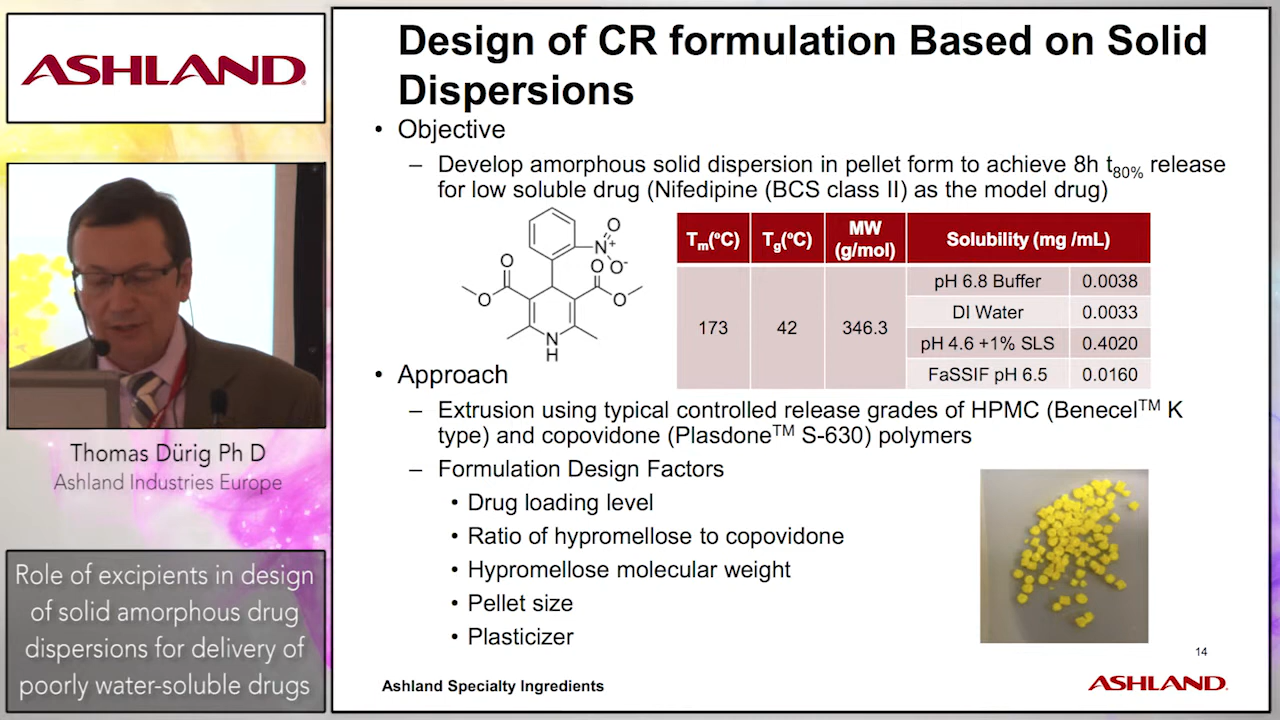 ASHLAND
Thomas Dürig Ph D
Ashland Industries Europe
Role of excipients in design
of solid amorphous drug
dispersions for delivery of
poorly water-soluble drugs
Design of CR formulation Based on Solid
Dispersions
• Objective
– Develop amorphous solid dispersion in pellet form to achieve 8h t80% release
for low soluble drug (Nifedipine (BCS class II) as the model drug)
O
N+
O-
O
O
O
O
N
H
Tm(ºC) Tg(ºC) MW (g/mol) Solubility (mg /mL)
173 42 346.3
pH 6.8 Buffer 0.0038
DI Water 0.0033
pH 4.6 +1% SLS 0.4020
FaSSIF pH 6.5 0.0160
• Approach
– Extrusion using typical controlled release grades of HPMC (Benecel™ K
type) and copovidone (Plasdone™ S-630) polymers
– Formulation Design Factors
• Drug loading level
• Ratio of hypromellose to copovidone
• Hypromellose molecular weight
• Pellet size
• Plasticizer
14
Ashland Specialty Ingredients
ASHLAND